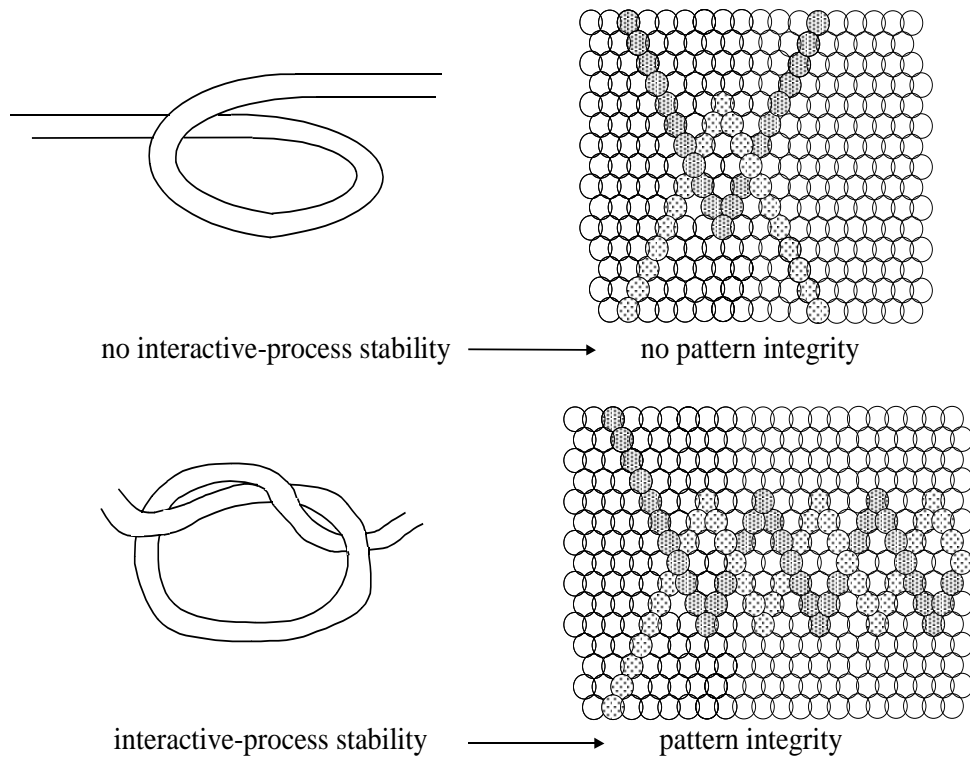 no interactive-process stability no pattern integrity
interactive-process stability pattern integrity